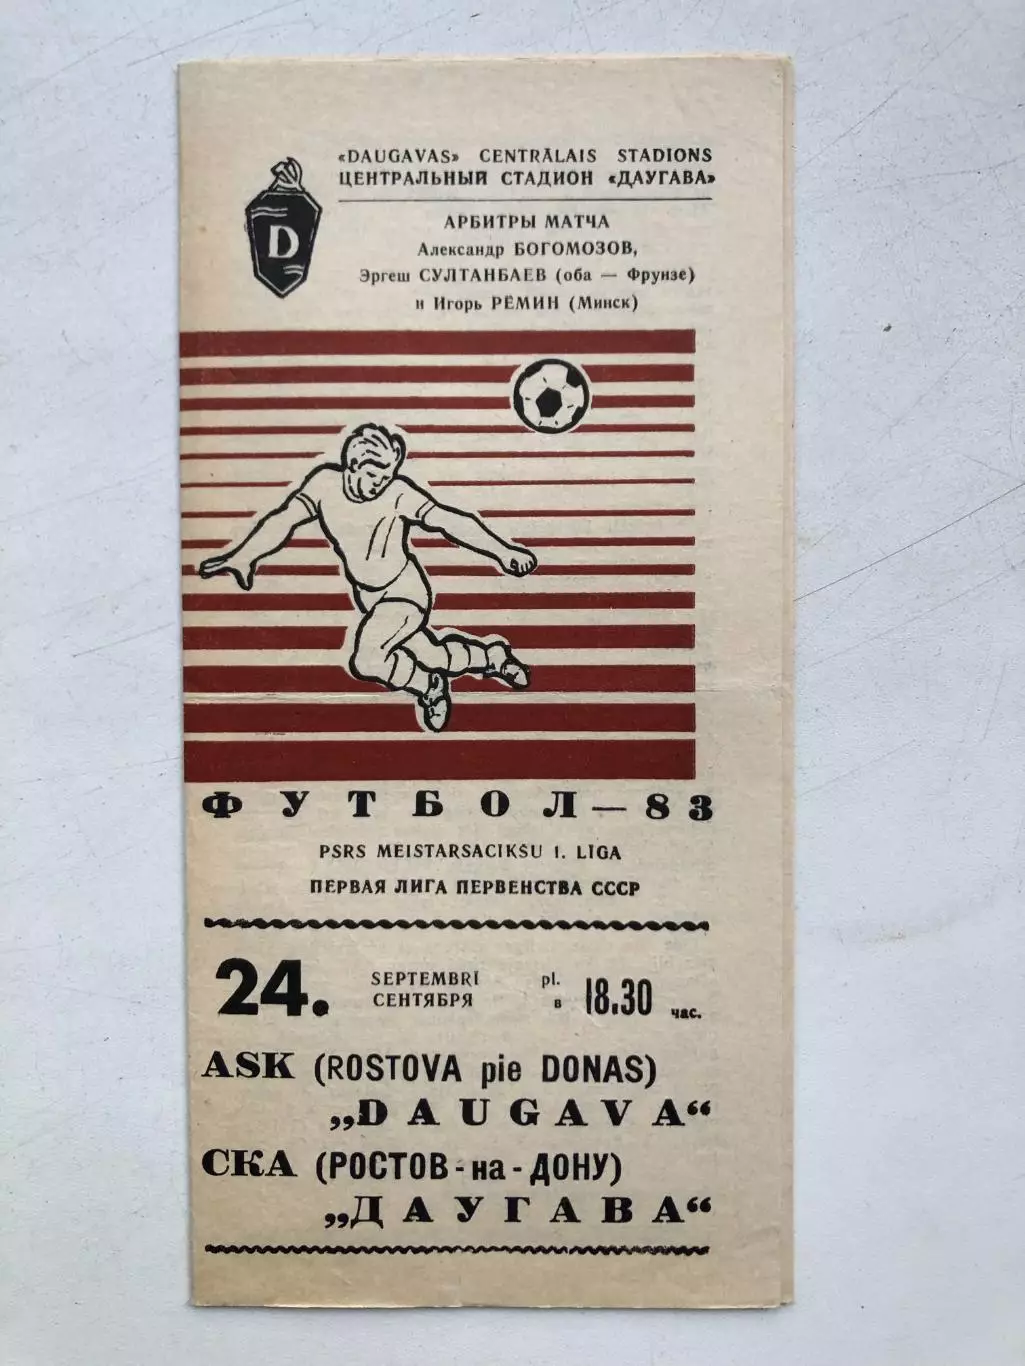 «DAUGAVAS» CENTRĀLAIS STADIONS
ЦЕНТРАЛЬНЫЙ СТАДИОН «ДАУГАВА»
D
АРБИТРЫ МАТЧА
Александр БОГОМОЗОВ,
Эргеш СУЛТАНБАЕВ (оба — Фрунзе)
и Игорь РЁМИН (Минск)
ФУТБОЛ—83
PSRS MEISTARSACIKŠU 1. LĪGA
ПЕРВАЯ ЛИГА ПЕРВЕНСТВА СССР
24. SEPTEMBRĪ pl. 18.30
СЕНТЯБРЯ в час.
ASK (ROSTOVA pie DONAS)
„DAUGAVA“
СКА (РОСТОВ-на-ДОНУ)
„ДАУГАВА“